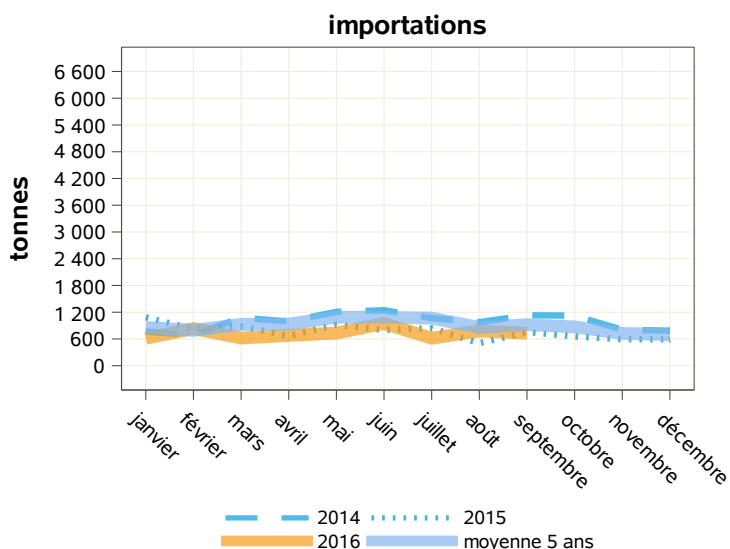 importations
tonnes
6 600
6 000
5 400
4 800
4 200
3 600
3 000
2 400
1 800
1 200
600
0
janvier
février
mars
avril
mai
juin
juillet
août
septembre
octobre
novembre
décembre
2014
2015
2016
moyenne 5 ans